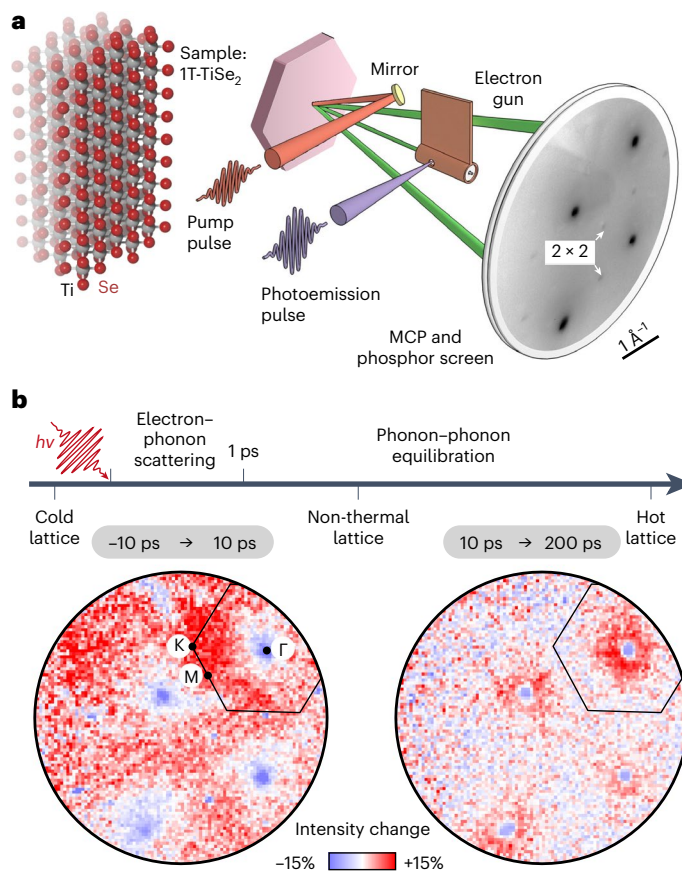 a
Sample:
1T-TiSe₂
Mirror
Electron
gun
Pump
pulse
2 × 2
Ti Se
Photoemission
pulse
MCP and
phosphor screen
1 Å⁻¹
b
hv
Electron–
phonon
scattering
1 ps
Phonon–phonon
equilibration
Cold
lattice
Non-thermal
lattice
Hot
lattice
–10 ps → 10 ps
10 ps → 200 ps
K
Γ
M
Intensity change
–15% +15%